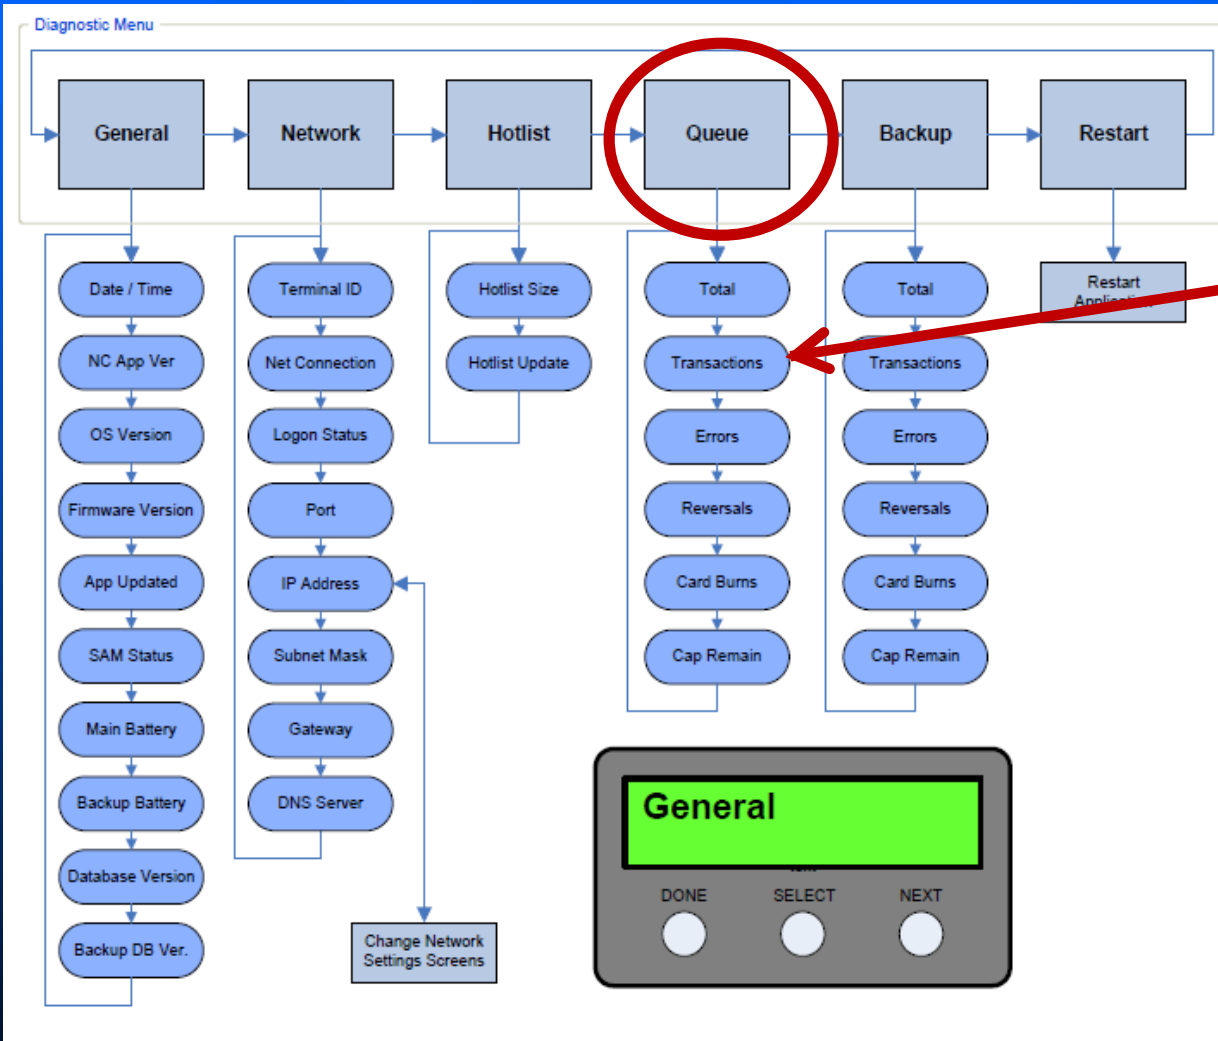 Diagnostic Menu
General
Network
Hotlist
Queue
Backup
Restart
Date / Time
NC App Ver
OS Version
Firmware Version
App Updated
SAM Status
Main Battery
Backup Battery
Database Version
Backup DB Ver.
Terminal ID
Net Connection
Logon Status
Port
IP Address
Subnet Mask
Gateway
DNS Server
Change Network
Settings Screens
Hotlist Size
Hotlist Update
Total
Transactions
Errors
Reversals
Card Burns
Cap Remain
Total
Transactions
Errors
Reversals
Card Burns
Cap Remain
Restart
General
DONE
SELECT
NEXT